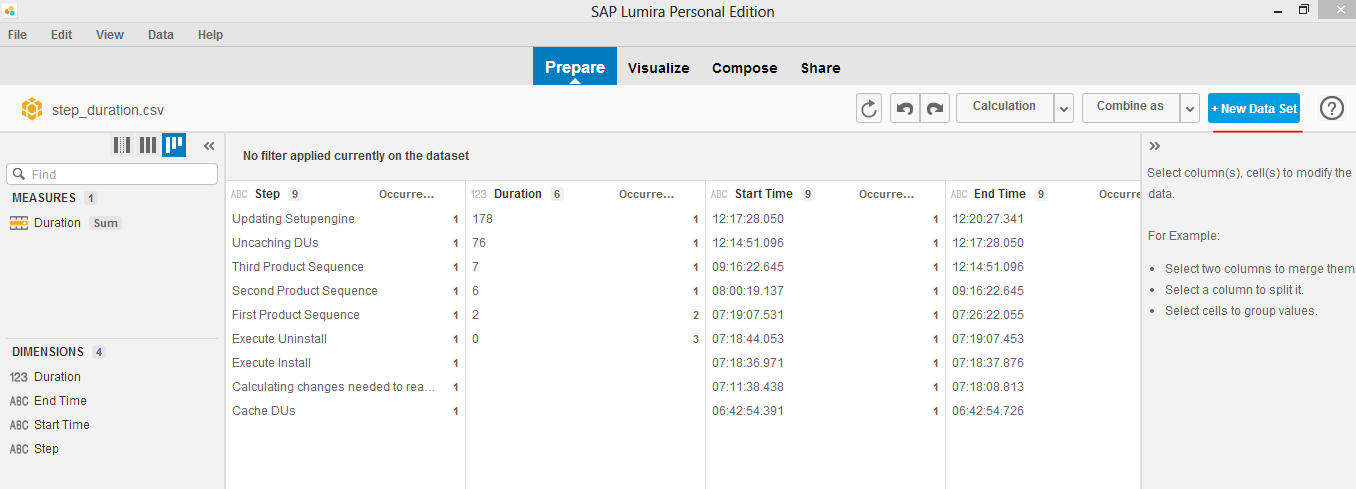 SAP Lumira Personal Edition
File Edit View Data Help
Prepare Visualize Compose Share
step_duration.csv
Calculation
Combine as
+ New Data Set
?
Find
MEASURES 1
Duration Sum
DIMENSIONS 4
123 Duration
ABC End Time
ABC Start Time
ABC Step
No filter applied currently on the dataset
ABC Step 9 Occurre... 123 Duration 6 Occurre... ABC Start Time 9 Occurre... ABC End Time 9 Occurre
Updating Setupengine 1 178 1 12:17:28.050 1 12:20:27.341
Uncaching DUs 1 76 1 12:14:51.096 1 12:17:28.050
Third Product Sequence 1 7 1 09:16:22.645 1 12:14:51.096
Second Product Sequence 1 6 1 08:00:19.137 1 09:16:22.645
First Product Sequence 1 2 2 07:19:07.531 1 07:26:22.055
Execute Uninstall 1 0 3 07:18:44.053 1 07:19:07.453
Execute Install 1 07:18:36.971 1 07:18:37.876
Calculating changes needed to rea... 1 07:11:38.438 1 07:18:08.813
Cache DUs 1 06:42:54.391 1 06:42:54.726
Select column(s), cell(s) to modify the
data.
For Example:
• Select two columns to merge them.
• Select a column to split it.
• Select cells to group values.